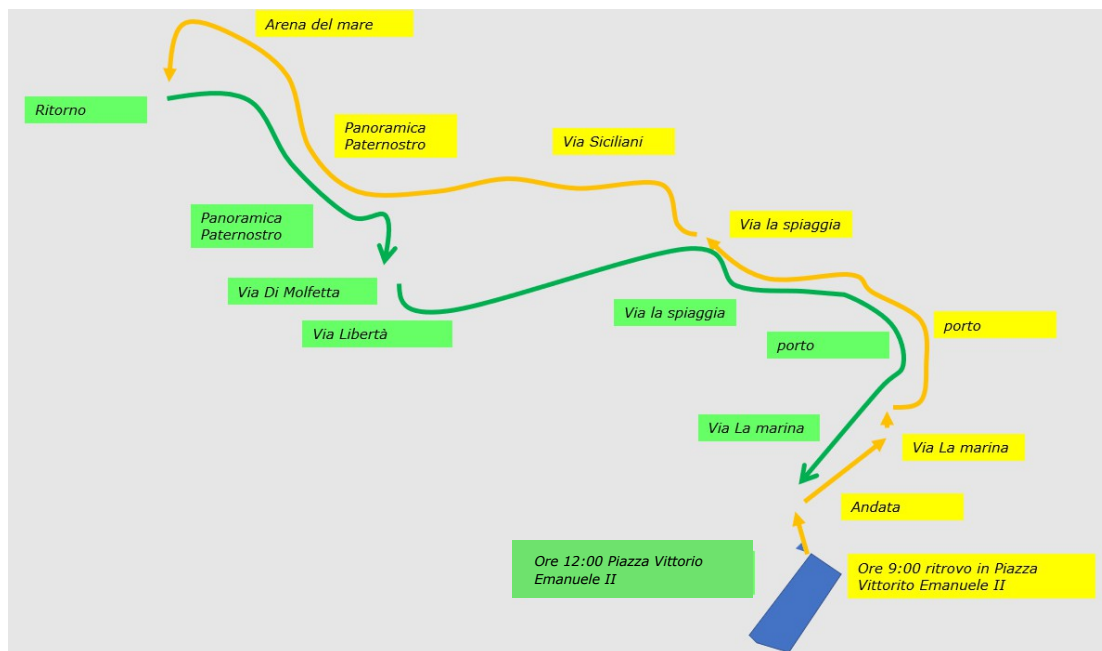 Arena del mare
Ritorno
Panoramica
Paternostro
Via Siciliani
Panoramica
Paternostro
Via la spiaggia
Via Di Molfetta
Via Libertà
Via la spiaggia
porto
porto
Via La marina
Via La marina
Andata
Ore 12:00 Piazza Vittorio
Emanuele II
Ore 9:00 ritrovo in Piazza
Vittorito Emanuele II